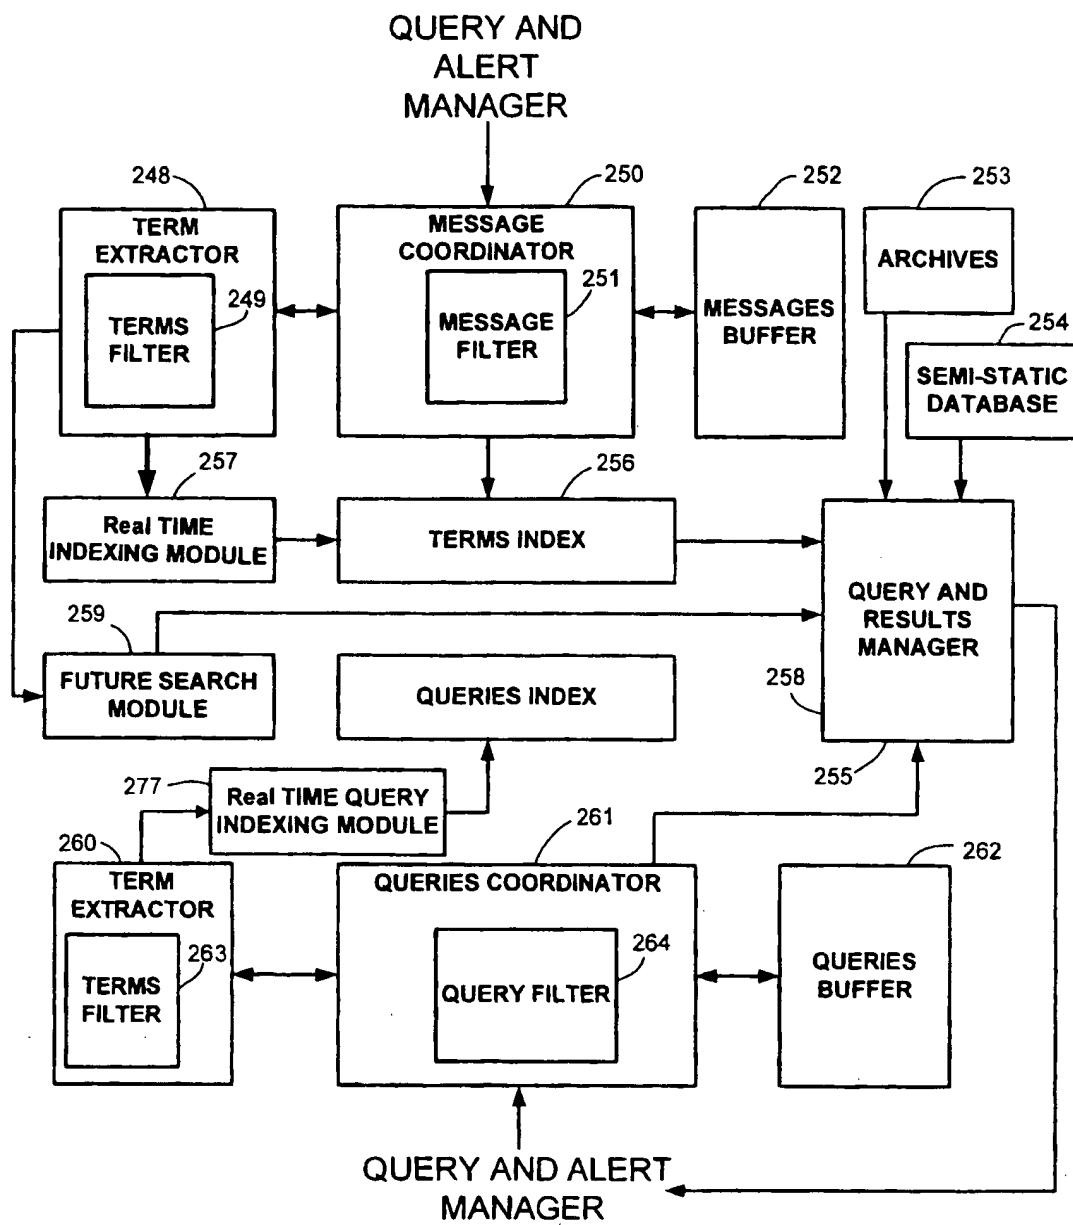 QUERY AND
ALERT
MANAGER
248
250
252
253
TERM
EXTRACTOR
249
TERMS
FILTER
MESSAGE
COORDINATOR
251
MESSAGE
FILTER
MESSAGES
BUFFER
ARCHIVES
254
SEMI-STATIC
DATABASE
257
256
Real TIME
INDEXING MODULE
TERMS INDEX
QUERY AND
RESULTS
MANAGER
259
FUTURE SEARCH
MODULE
QUERIES INDEX
258
255
277
Real TIME QUERY
INDEXING MODULE
260
261
262
TERM
EXTRACTOR
263
TERMS
FILTER
QUERIES COORDINATOR
264
QUERY FILTER
QUERIES
BUFFER
QUERY AND ALERT
MANAGER